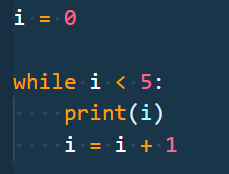 i = 0

while i < 5:
    print(i)
    i = i + 1